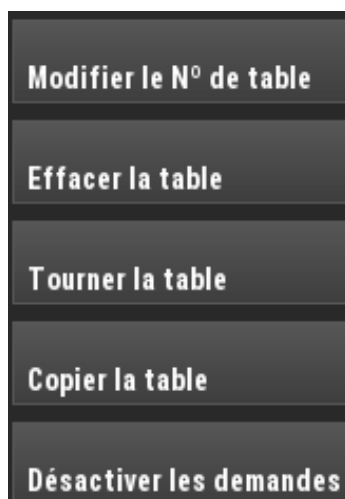 Modifier le Nº de table
Effacer la table
Tourner la table
Copier la table
Désactiver les demandes